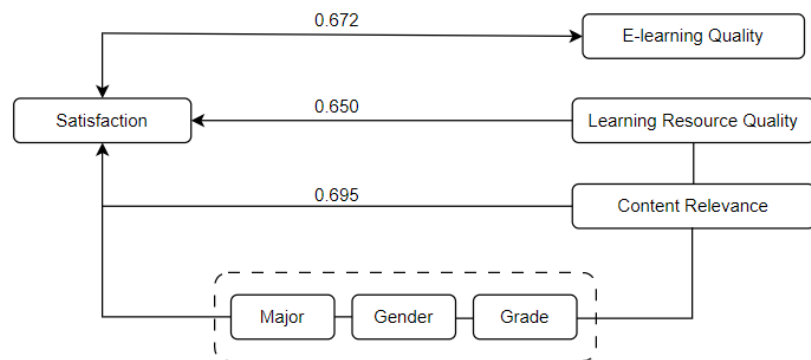 0.672
E-learning Quality
Satisfaction
0.650
Learning Resource Quality
0.695
Content Relevance
Major
Gender
Grade